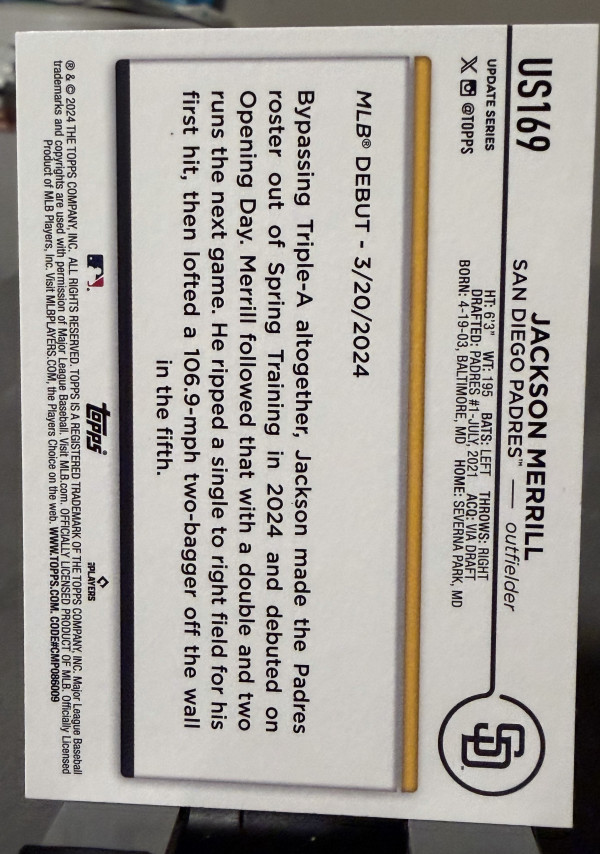 US169
UPDATE SERIES
X @TOPPS
JACKSON MERRILL
SAN DIEGO PADRES™ — outfielder
HT: 6'3" WT: 195 BATS: LEFT THROWS: RIGHT
DRAFTED: PADRES #1-JULY, 2021 ACQ: VIA DRAFT
BORN: 4-19-03, BALTIMORE, MD HOME: SEVERNA PARK, MD
SD
MLB® DEBUT - 3/20/2024
Bypassing Triple-A altogether, Jackson made the Padres
roster out of Spring Training in 2024 and debuted on
Opening Day. Merrill followed that with a double and two
runs the next game. He ripped a single to right field for his
first hit, then lofted a 106.9-mph two-bagger off the wall
in the fifth.
topps
PLAYERS
® & © 2024 THE TOPPS COMPANY, INC. ALL RIGHTS RESERVED. TOPPS IS A REGISTERED TRADEMARK OF THE TOPPS COMPANY, INC. Major League Baseball
trademarks and copyrights are used with permission of Major League Baseball. Visit MLB.com. OFFICIALLY LICENSED PRODUCT OF MLB. Officially Licensed
Product of MLB Players, Inc. Visit MLBPLAYERS.COM, the Players Choice on the web. WWW.TOPPS.COM. CODE#CMP086009